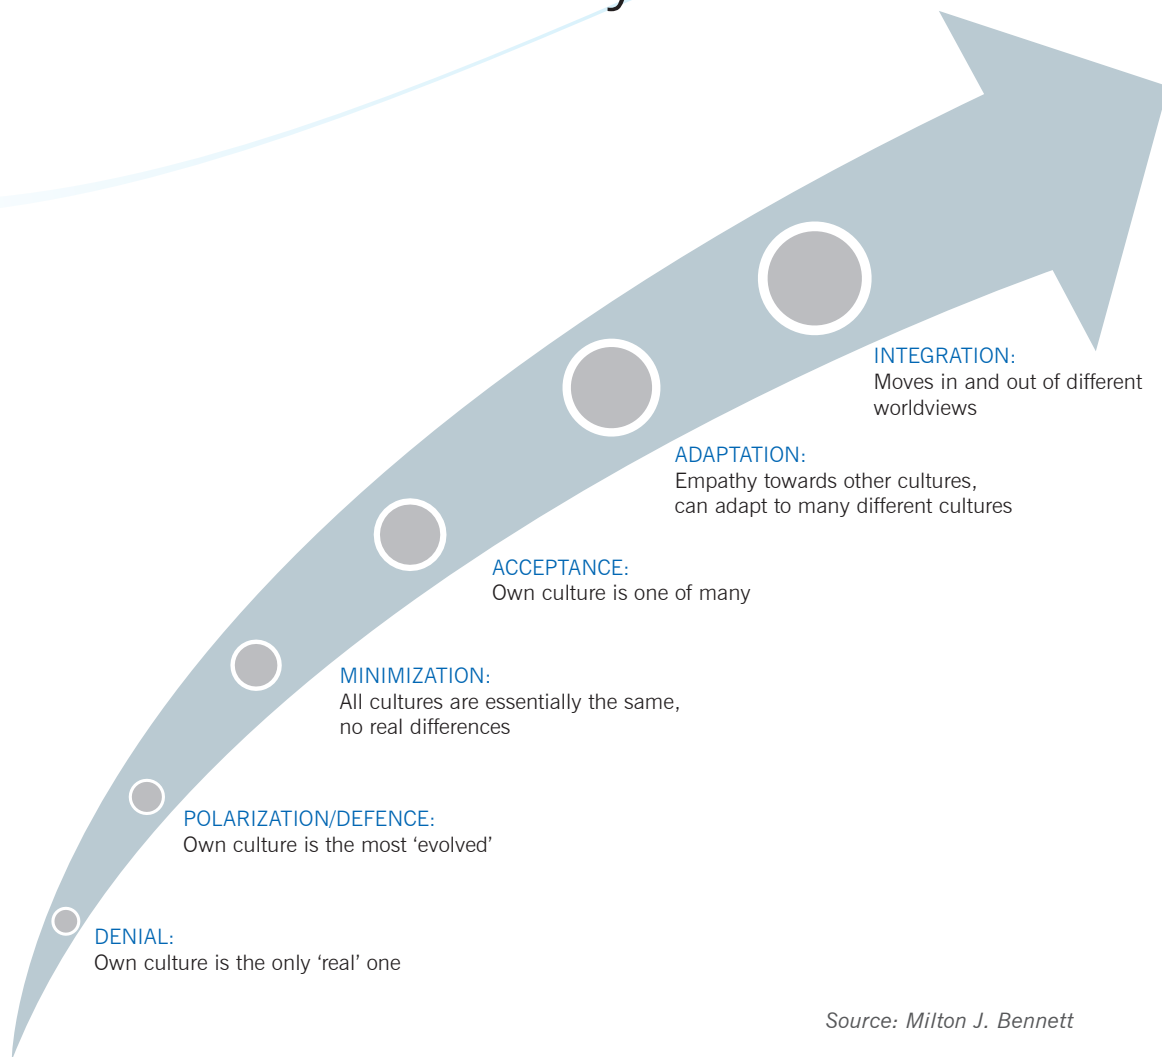 INTEGRATION:
Moves in and out of different
worldviews
ADAPTATION:
Empathy towards other cultures,
can adapt to many different cultures
ACCEPTANCE:
Own culture is one of many
MINIMIZATION:
All cultures are essentially the same,
no real differences
POLARIZATION/DEFENCE:
Own culture is the most ‘evolved’
DENIAL:
Own culture is the only ‘real’ one
Source: Milton J. Bennett